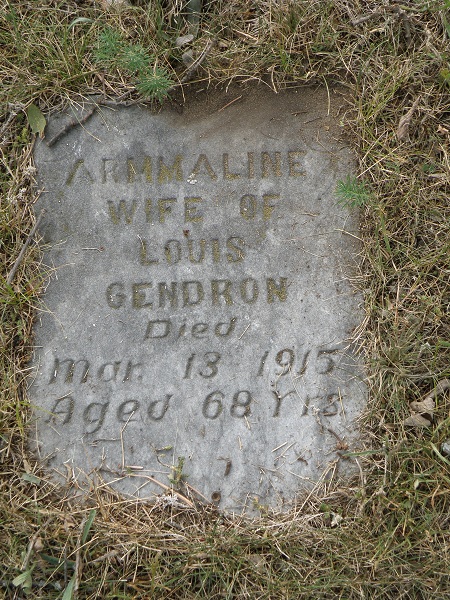 ARMMALINE
WIFE OF
LOUIS
GENDRON
Died
Mar. 13 1915
Aged 68 Yrs